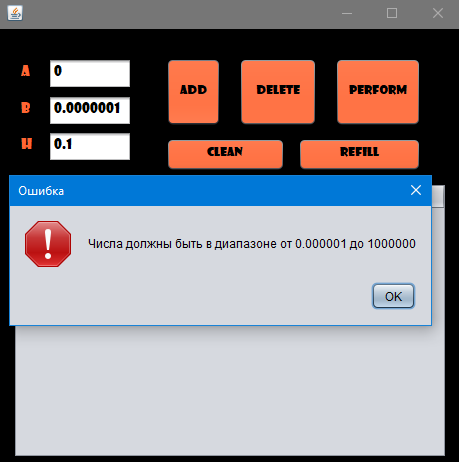 A 0
ADD DELETE PERFORM
B 0.0000001
H 0.1
CLEAN REFILL
Ошибка
Числа должны быть в диапазоне от 0.000001 до 1000000
OK